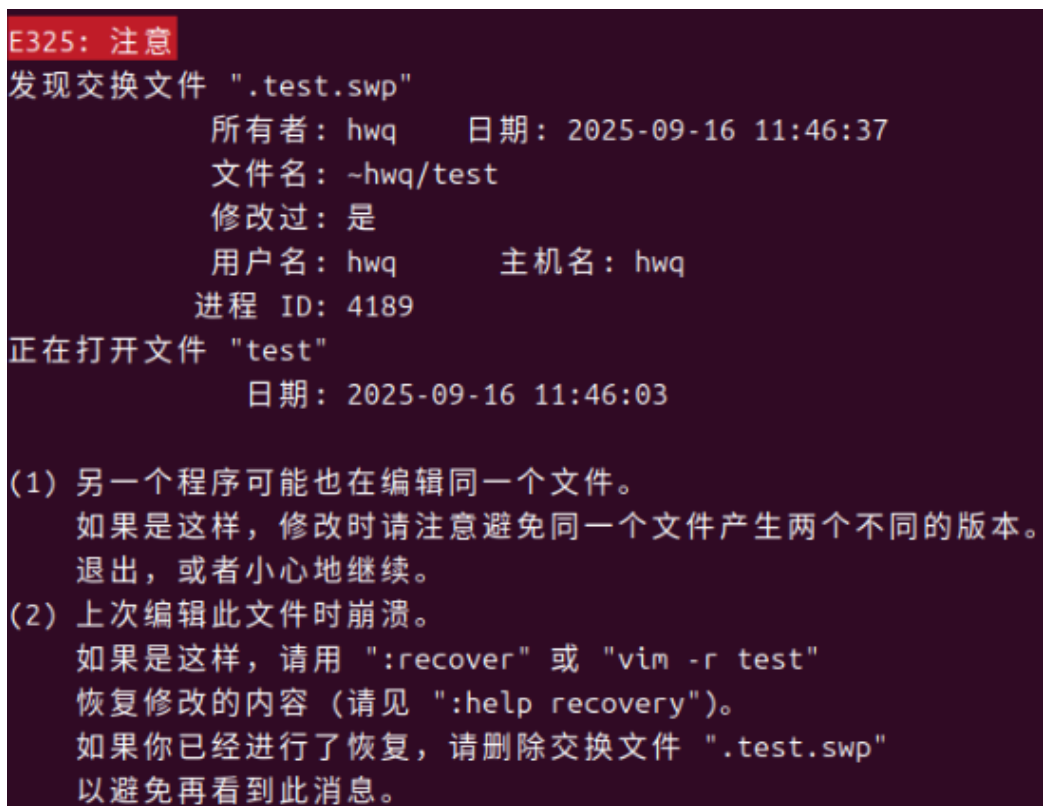 E325: 注意
发现交换文件 ".test.swp"
所有者: hwq    日期: 2025-09-16 11:46:37
文件名: ~hwq/test
修改过: 是
用户名: hwq      主机名: hwq
进程 ID: 4189
正在打开文件 "test"
日期: 2025-09-16 11:46:03
(1) 另一个程序可能也在编辑同一个文件。
如果是这样，修改时请注意避免同一个文件产生两个不同的版本。
退出，或者小心地继续。
(2) 上次编辑此文件时崩溃。
如果是这样，请用 ":recover" 或 "vim -r test"
恢复修改的内容 (请见 ":help recovery")。
如果你已经进行了恢复，请删除交换文件 ".test.swp"
以避免再看到此消息。